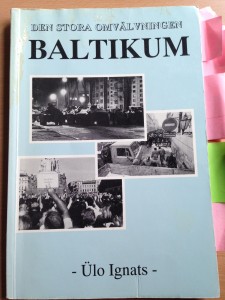 DEN STORA OMVÄLVNINGEN
BALTIKUM
- Ülo Ignats -